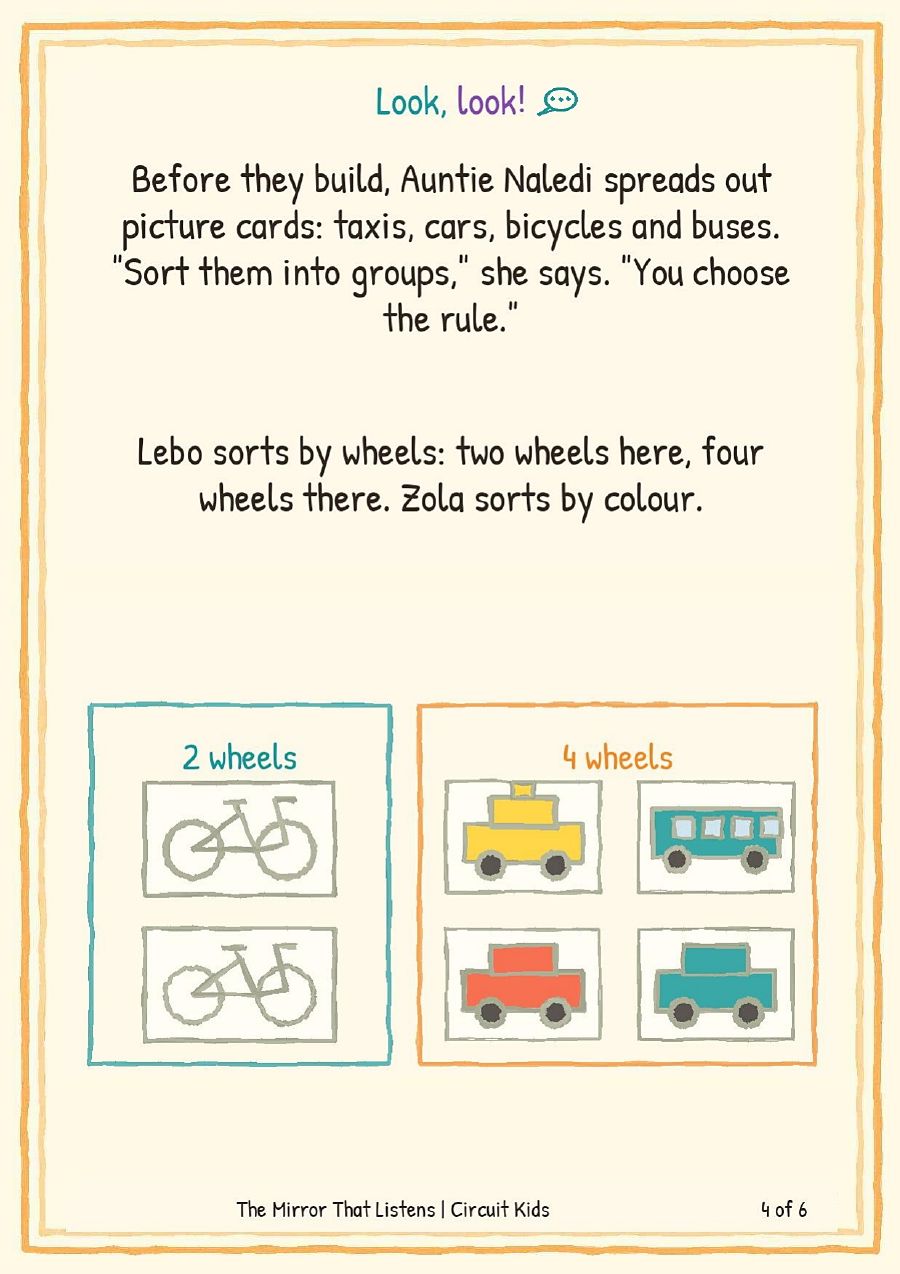 Look, look!
Before they build, Auntie Naledi spreads out
picture cards: taxis, cars, bicycles and buses.
"Sort them into groups," she says. "You choose
the rule."
Lebo sorts by wheels: two wheels here, four
wheels there. Zola sorts by colour.
2 wheels
4 wheels
The Mirror That Listens | Circuit Kids
4 of 6